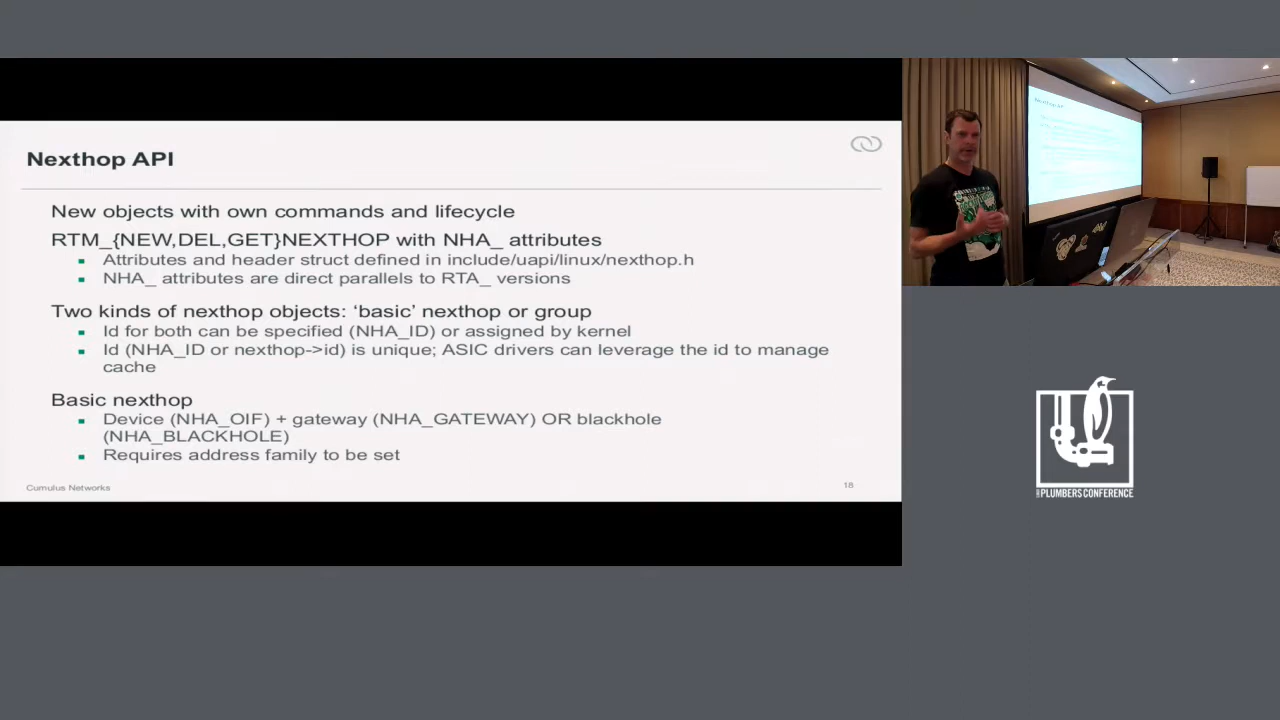 Nexthop API
New objects with own commands and lifecycle
RTM_{NEW,DEL,GET}NEXTHOP with NHA_ attributes
Attributes and header struct defined in include/uapi/linux/nexthop.h
NHA_ attributes are direct parallels to RTA_ versions
Two kinds of nexthop objects: ‘basic’ nexthop or group
Id for both can be specified (NHA_ID) or assigned by kernel
Id (NHA_ID or nexthop->id) is unique; ASIC drivers can leverage the id to manage
cache
Basic nexthop
Device (NHA_OIF) + gateway (NHA_GATEWAY) OR blackhole
(NHA_BLACKHOLE)
Requires address family to be set
Cumulus Networks
18
Nexthop API
PLUMBERS CONFERENCE